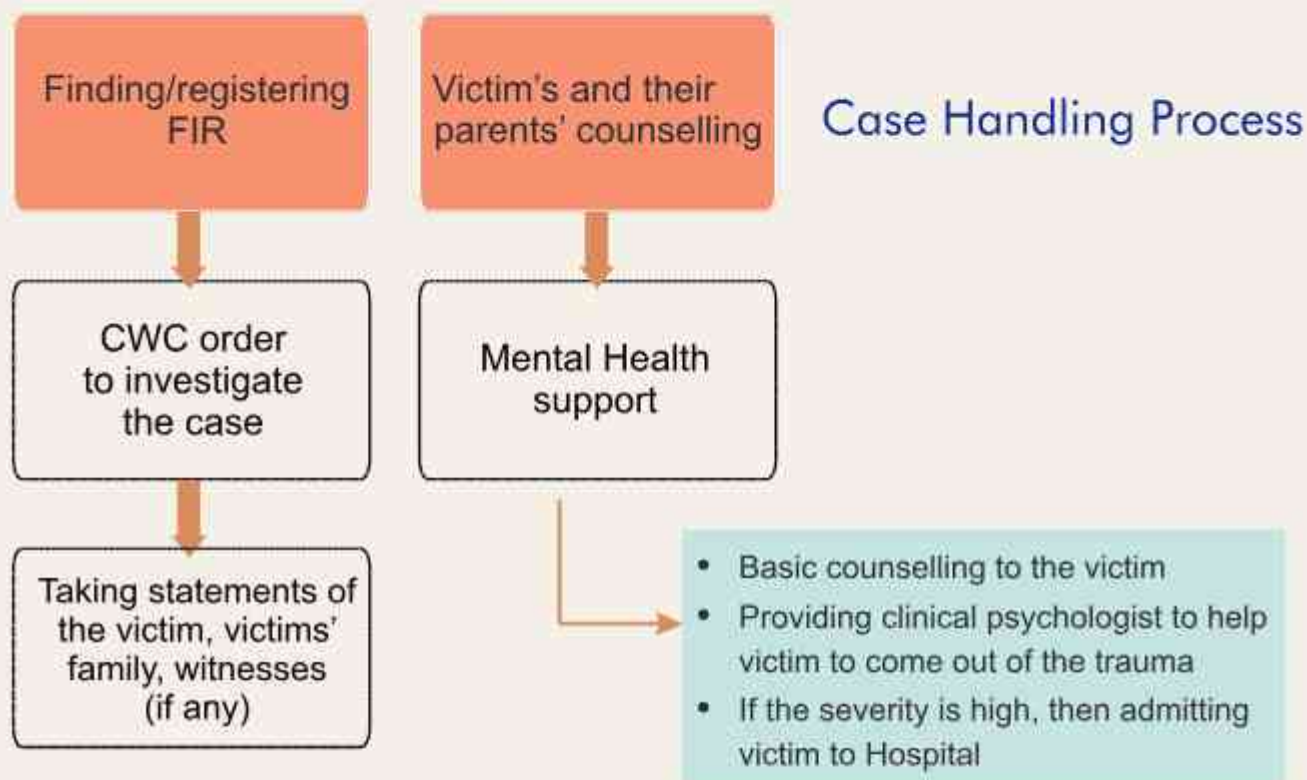 Finding/registering
FIR
Victim's and their
parents' counselling
Case Handling Process
CWC order
to investigate
the case
Mental Health
support
Taking statements of
the victim, victims'
family, witnesses
(if any)
• Basic counselling to the victim
• Providing clinical psychologist to help
victim to come out of the trauma
• If the severity is high, then admitting
victim to Hospital